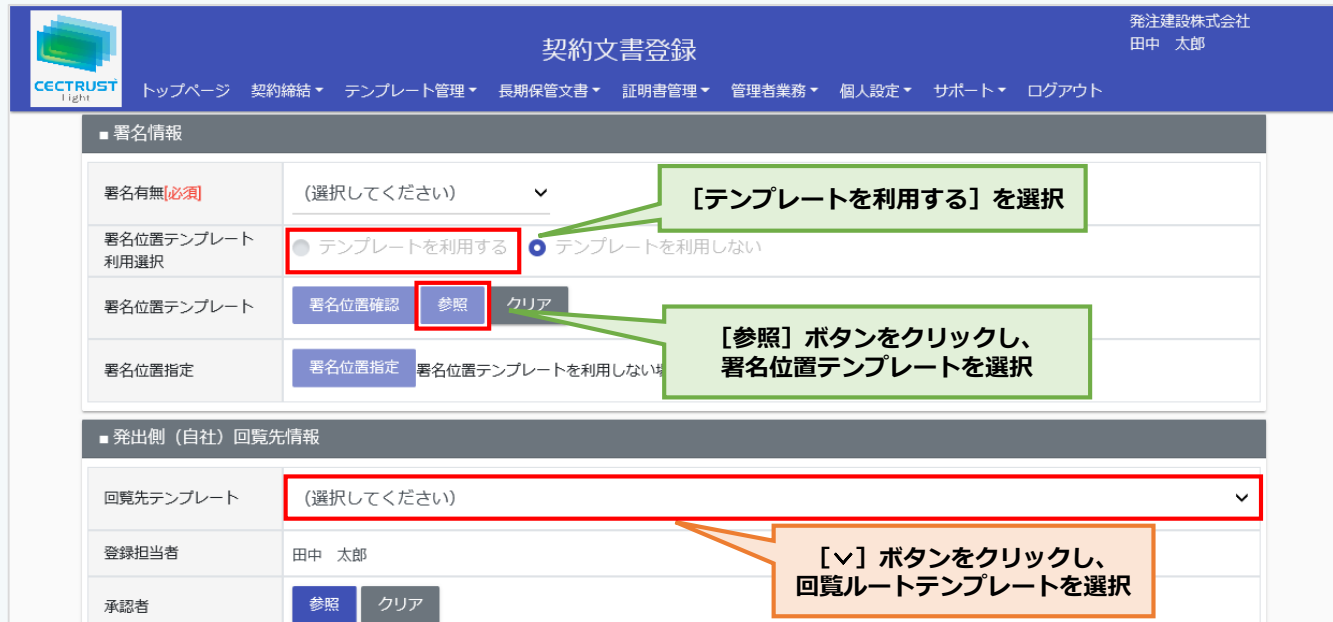 発注建設株式会社
田中 太郎
契約文書登録
CECTRUST
Light
トップページ 契約締結 テンプレート管理 長期保管文書 証明書管理 管理者業務 個人設定 サポート ログアウト
■ 署名情報
署名有無[必須]
(選択してください)
[テンプレートを利用する] を選択
署名位置テンプレート
利用選択
テンプレートを利用する テンプレートを利用しない
署名位置テンプレート
署名位置確認 参照 クリア
[参照] ボタンをクリックし、
署名位置テンプレートを選択
署名位置指定
署名位置指定 署名位置テンプレートを利用しない
■ 発出側(自社)回覧先情報
回覧先テンプレート
(選択してください)
登録担当者
田中 太郎
[∨] ボタンをクリックし、
回覧ルートテンプレートを選択
承認者
参照 クリア